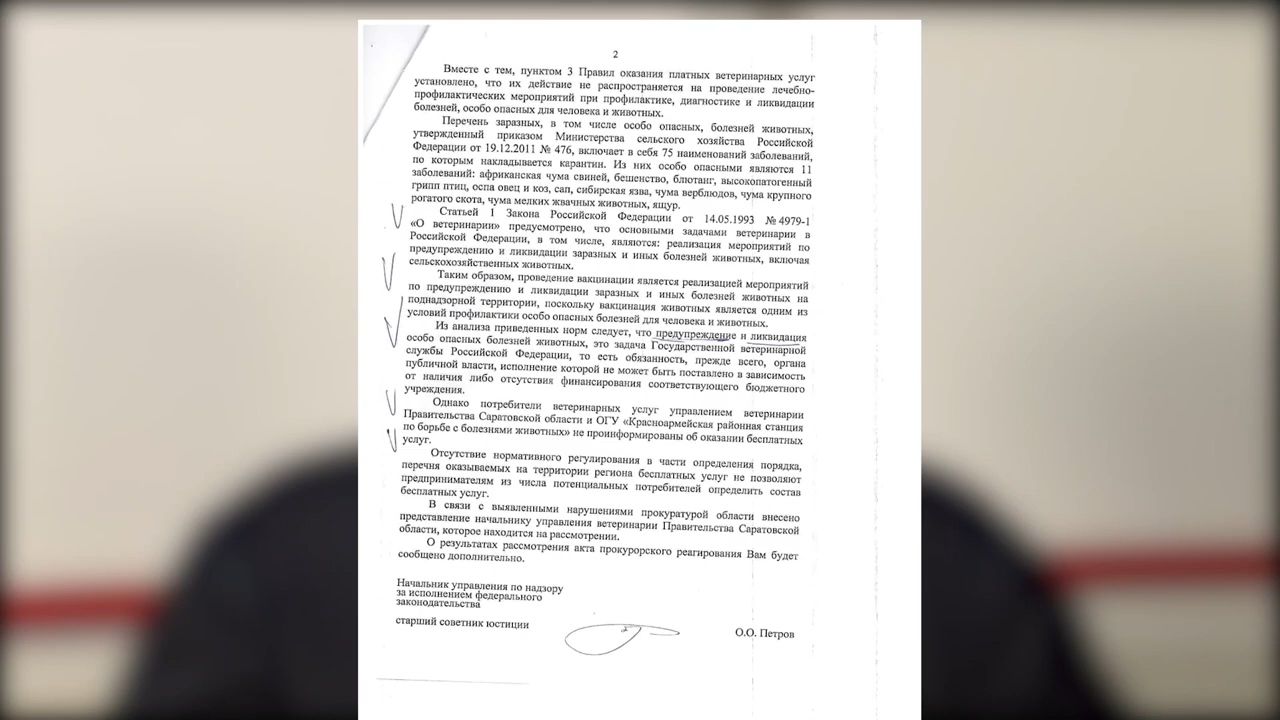 2
Вместе с тем, пунктом 3 Правил оказания платных ветеринарных услуг
установлено, что их действие не распространяется на проведение лечебно-
профилактических мероприятий при профилактике, диагностике и ликвидации
болезней, особо опасных для человека и животных.
Перечень заразных, в том числе особо опасных, болезней животных,
утвержденный приказом Министерства сельского хозяйства Российской
Федерации от 19.12.2011 № 476, включает в себя 75 наименований заболеваний,
по которым накладывается карантин. Из них особо опасными являются 11
заболеваний: африканская чума свиней, бешенство, блютанг, высокопатогенный
грипп птиц, оспа овец и коз, сап, сибирская язва, чума верблюдов, чума крупного
рогатого скота, чума мелких жвачных животных, ящур.
Статьей 1 Закона Российской Федерации от 14.05.1993 № 4979-1
«О ветеринарии» предусмотрено, что основными задачами ветеринарии в
Российской Федерации, в том числе, являются: реализация мероприятий по
предупреждению и ликвидации заразных и иных болезней животных, включая
сельскохозяйственных животных.
Таким образом, проведение вакцинации является реализацией мероприятий
по предупреждению и ликвидации заразных и иных болезней животных на
поднадзорной территории, поскольку вакцинация животных является одним из
условий профилактики особо опасных болезней для человека и животных.
Из анализа приведенных норм следует, что предупреждение и ликвидация
особо опасных болезней животных, это задача Государственной ветеринарной
службы Российской Федерации, то есть обязанность, прежде всего, органа
публичной власти, исполнение которой не может быть поставлено в зависимость
от наличия либо отсутствия финансирования соответствующего бюджетного
учреждения.
Однако потребители ветеринарных услуг управлением ветеринарии
Правительства Саратовской области и ОГУ «Красноармейская районная станция
по борьбе с болезнями животных» не проинформированы об оказании бесплатных
услуг.
Отсутствие нормативного регулирования в части определения порядка,
перечня оказываемых на территории региона бесплатных услуг не позволяют
предпринимателям из числа потенциальных потребителей определить состав
бесплатных услуг.
В связи с выявленными нарушениями прокуратурой области внесено
представление начальнику управления ветеринарии Правительства Саратовской
области, которое находится на рассмотрении.
О результатах рассмотрения акта прокурорского реагирования Вам будет
сообщено дополнительно.
Начальник управления по надзору
за исполнением федерального
законодательства
старший советник юстиции
О.О. Петров